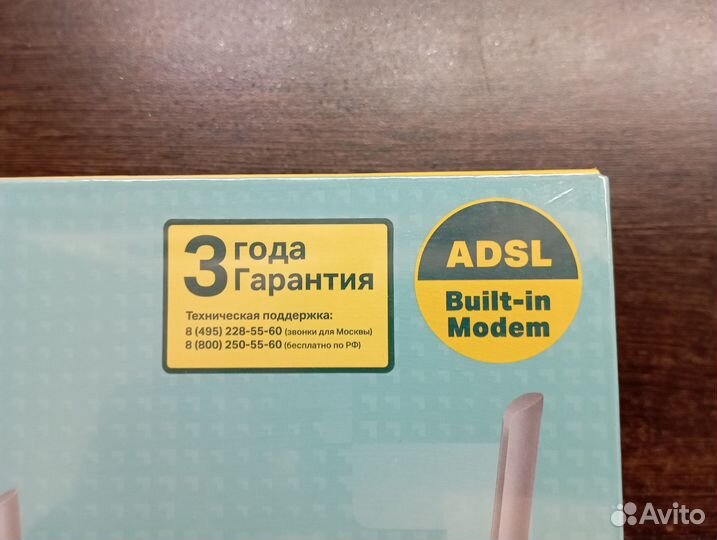 3 года
Гарантия
Техническая поддержка:
8 (495) 228-55-60 (звонки для Москвы)
8 (800) 250-55-60 (бесплатно по РФ)
ADSL
Built-in
Modem
Avito